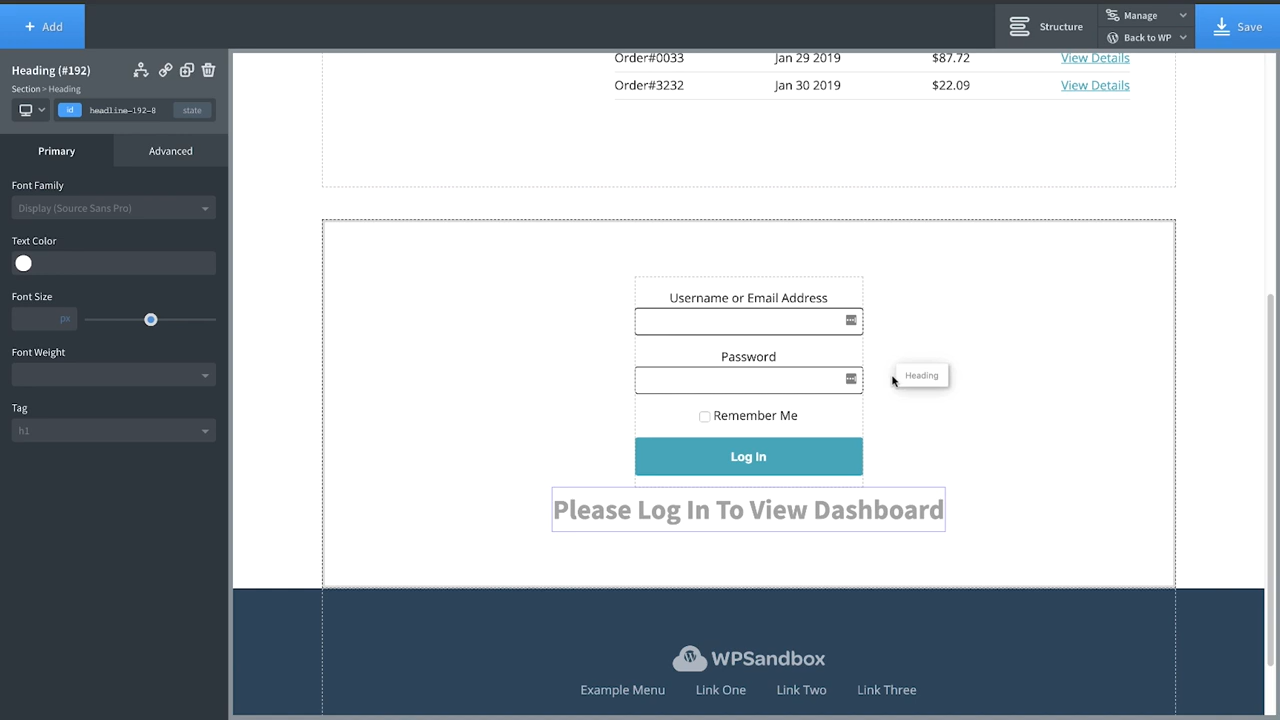 + Add
Structure
Manage
Back to WP
Save
Heading (#192)
Section > Heading
id headline-192-8 state
Primary Advanced
Font Family
Display (Source Sans Pro)
Text Color
Font Size
px
Font Weight
Tag
h1
Order#0033 Jan 29 2019 $87.72 View Details
Order#3232 Jan 30 2019 $22.09 View Details
Username or Email Address
Password
Heading
Remember Me
Log In
Please Log In To View Dashboard
WPSandbox
Example Menu Link One Link Two Link Three